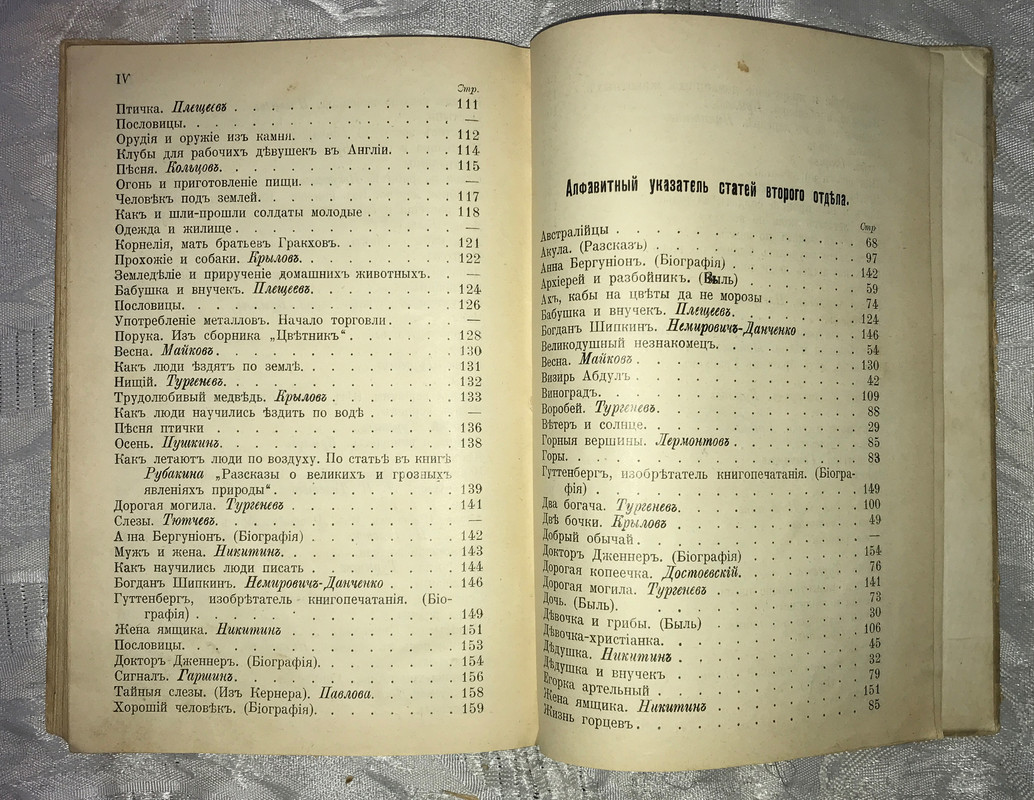 IV
Стр.
Птичка. Плещеевъ . . . . . . . . . . 111
Пословицы. . . . . . . . . . . . —
Орудія и оружіе изъ камня. . . . . . . . 112
Клубы для рабочихъ дѣвушекъ въ Англіи. . . . 114
Пѣсня. Кольцовъ. . . . . . . . . . . 115
Огонь и приготовленіе пищи. . . . . . . . —
Человѣкъ подъ землей. . . . . . . . . . 117
Какъ и шли-прошли солдаты молодые . . . . . 118
Одежда и жилище . . . . . . . . . . —
Корнелія, мать братьевъ Гракховъ. . . . . . 121
Прохожіе и собаки. Крыловъ. . . . . . . . 122
Земледѣліе и прирученіе домашнихъ животныхъ. . . —
Бабушка и внучекъ. Плещеевъ. . . . . . . . 124
Пословицы. . . . . . . . . . . . 126
Употребленіе металловъ. Начало торговли. . . . —
Порука. Изъ сборника „Цвѣтникъ“. . . . . . 128
Весна. Майковъ. . . . . . . . . . . 130
Какъ люди ѣздятъ по землѣ. . . . . . . . 131
Нищій. Тургеневъ. . . . . . . . . . 132
Трудолюбивый медвѣдь. Крыловъ . . . . . . 133
Какъ люди научились ѣздить по водѣ . . . . . —
Пѣсня птички . . . . . . . . . . . 136
Осень. Пушкинъ. . . . . . . . . . . 138
Какъ летаютъ люди по воздуху. По статьѣ въ книгѣ
Рубакина „Разсказы о великихъ и грозныхъ
явленіяхъ природы“. . . . . . . . . 139
Дорогая могила. Тургеневъ . . . . . . . . 141
Слезы. Тютчевъ. . . . . . . . . . . —
Анна Бергуніонъ. (Біографія) . . . . . . . 142
Мужъ и жена. Никитинъ. . . . . . . . . 143
Какъ научились люди писать . . . . . . . 144
Богданъ Шипкинъ. Немировичъ-Данченко . . . . 146
Гуттенбергъ, изобрѣтатель книгопечатанія. (Біо-
графія) . . . . . . . . . . . 149
Жена ямщика. Никитинъ . . . . . . . . 151
Пословицы. . . . . . . . . . . . 153
Докторъ Дженнеръ. (Біографія). . . . . . . 154
Сигналъ. Гаршинъ. . . . . . . . . . 156
Тайныя слезы. (Изъ Кернера). Павлова. . . . . 158
Хорошій человѣкъ. (Біографія). . . . . . . 159
Алфавитный указатель статей второго отдѣла.
Стр
Австралійцы . . . . . . . . . . . 68
Акула. (Разсказъ) . . . . . . . . . . 97
Анна Бергуніонъ. (Біографія) . . . . . . . 142
Архіерей и разбойникъ. (Быль) . . . . . . 59
Ахъ, кабы на цвѣты да не морозы . . . . . 74
Бабушка и внучекъ. Плещеевъ. . . . . . . 124
Богданъ Шипкинъ. Немировичъ-Данченко . . . . 146
Великодушный незнакомецъ. . . . . . . . 54
Весна. Майковъ. . . . . . . . . . . 130
Визирь Абдулъ . . . . . . . . . . . 42
Виноградъ. . . . . . . . . . . . 109
Воробей. Тургеневъ. . . . . . . . . . 88
Вѣтеръ и солнце. . . . . . . . . . . 29
Горныя вершины. Лермонтовъ . . . . . . . 85
Горы. . . . . . . . . . . . . 83
Гуттенбергъ, изобрѣтатель книгопечатанія. (Біогра-
фія) . . . . . . . . . . . . 149
Два богача. Тургеневъ. . . . . . . . . 100
Двѣ бочки. Крыловъ . . . . . . . . . 49
Добрый обычай . . . . . . . . . . . —
Докторъ Дженнеръ. (Біографія) . . . . . . 154
Дорогая копеечка. Достоевскій. . . . . . . 76
Дорогая могила. Тургеневъ . . . . . . . 141
Дочь. (Быль). . . . . . . . . . . 73
Дѣвочка и грибы. (Быль) . . . . . . . . 30
Дѣвочка-христіанка. . . . . . . . . . 106
Дѣдушка. Никитинъ . . . . . . . . . 45
Дѣдушка и внучекъ . . . . . . . . . 32
Егорка артельный . . . . . . . . . . 79
Жена ямщика. Никитинъ . . . . . . . . 151
Жизнь горцевъ. . . . . . . . . . . 85